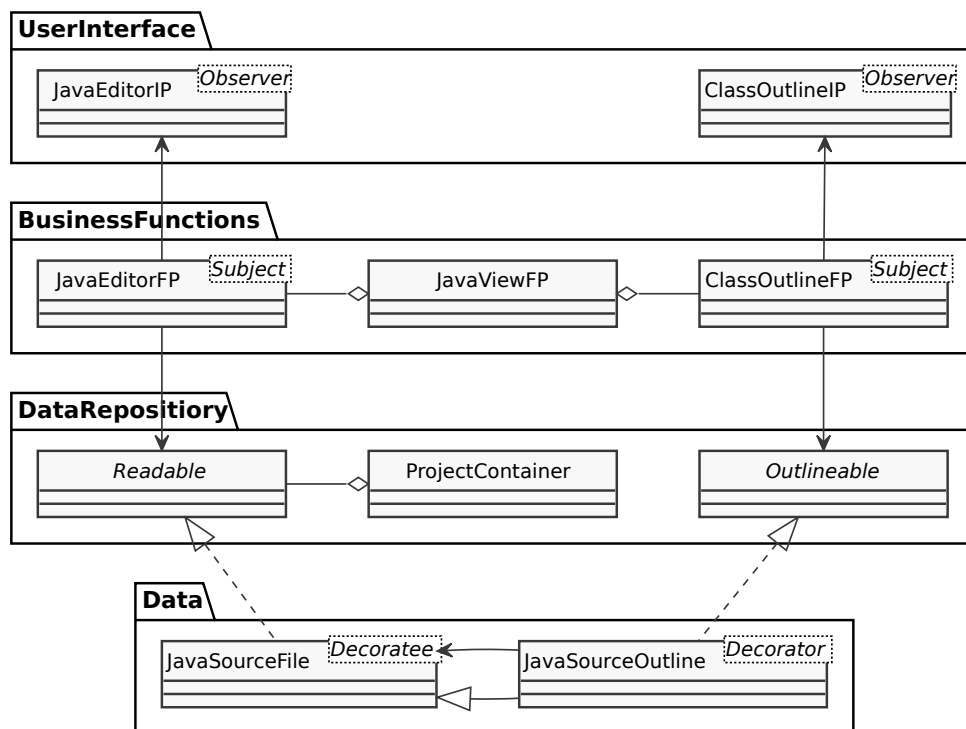 UserInterface
JavaEditorIP
Observer
ClassOutlineIP
Observer
BusinessFunctions
JavaEditorFP
Subject
JavaViewFP
ClassOutlineFP
Subject
DataRepositiory
Readable
ProjectContainer
Outlineable
Data
JavaSourceFile
Decoratee
JavaSourceOutline
Decorator